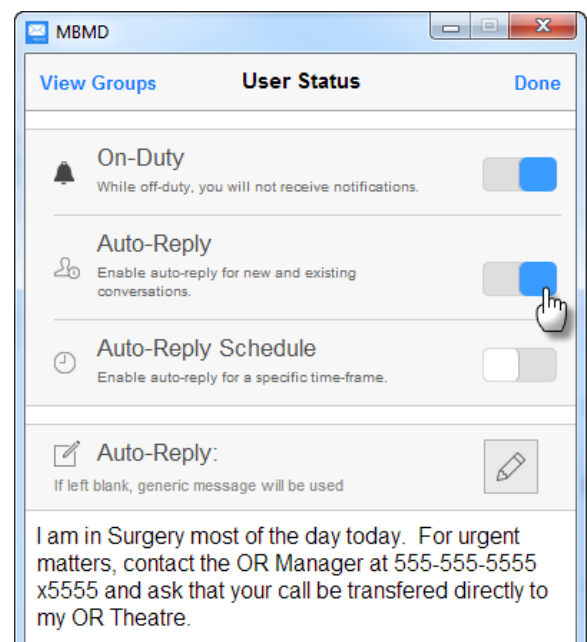 MBMD
View Groups User Status Done
On-Duty
While off-duty, you will not receive notifications.
Auto-Reply
Enable auto-reply for new and existing
conversations.
Auto-Reply Schedule
Enable auto-reply for a specific time-frame.
Auto-Reply:
If left blank, generic message will be used
I am in Surgery most of the day today.  For urgent
matters, contact the OR Manager at 555-555-5555
x5555 and ask that your call be transfered directly to
my OR Theatre.